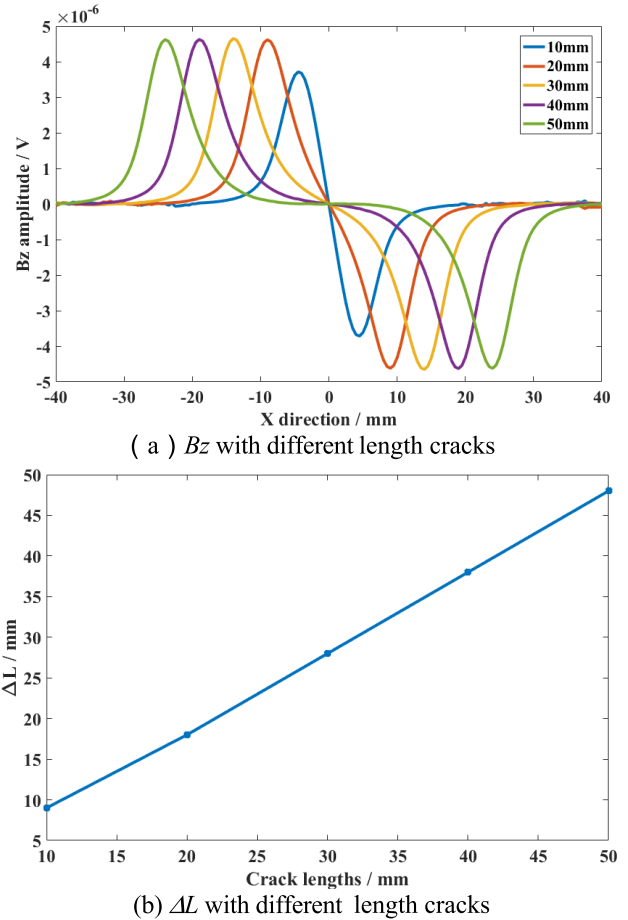 ×10⁻⁶
5
4
3
2
1
0
-1
-2
-3
-4
-5
Bz amplitude / V
10mm
20mm
30mm
40mm
50mm
-40 -30 -20 -10 0 10 20 30 40
X direction / mm
( a ) Bz with different length cracks
50
45
40
35
30
25
20
15
10
5
ΔL / mm
10 15 20 25 30 35 40 45 50
Crack lengths / mm
(b) ΔL with different length cracks